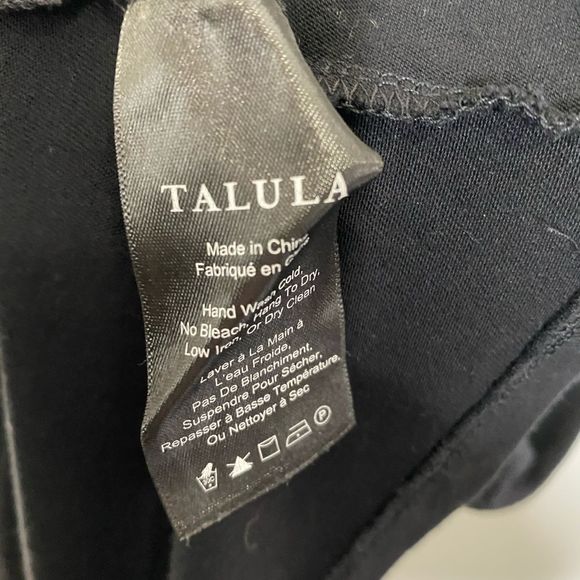 TALULA
Made in China
Fabriqué en
Hand Wash Cold,
No Bleach, Hang To Dry,
Low Iron, Or Dry Clean
Laver à La Main à
L'eau Froide,
Pas De Blanchiment,
Suspendre Pour Sécher,
Repasser à Basse Température,
Ou Nettoyer à Sec
P